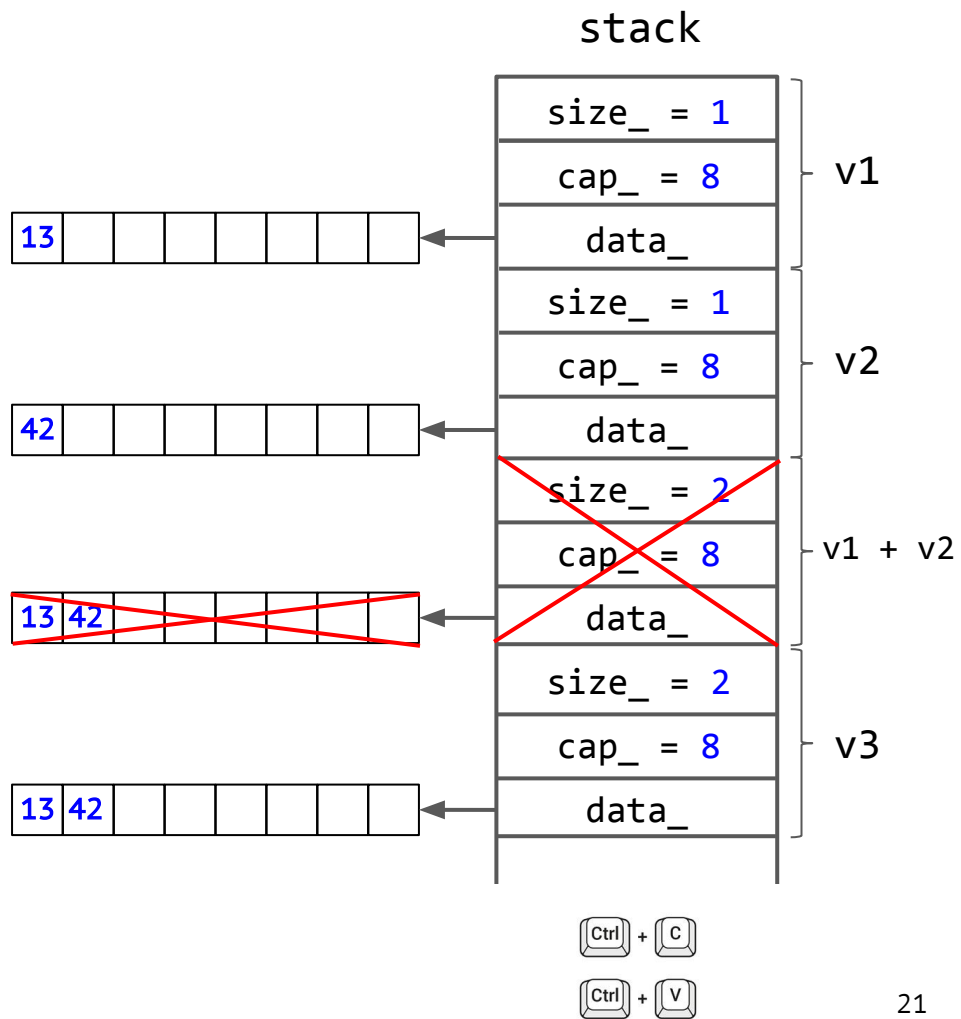 stack
size_ = 1
cap_ = 8
v1
13
data_
size_ = 1
cap_ = 8
v2
42
data_
size_ = 2
cap_ = 8
v1 + v2
13 42
data_
size_ = 2
cap_ = 8
v3
13 42
data_
Ctrl + C
Ctrl + V
21